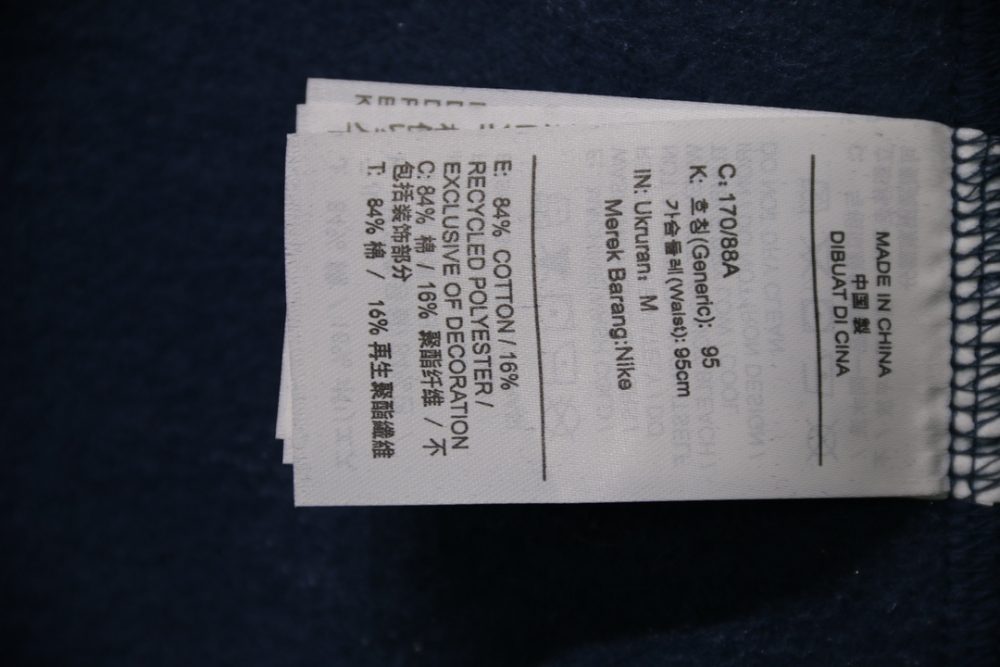 MADE IN CHINA
中国 製
DIBUAT DI CINA
C: 170/88A
K: 호칭(Generic): 95
가슴둘레(Waist): 95cm
IN: Ukruran: M
Merek Barang:Nike
E: 84% COTTON / 16%
RECYCLED POLYESTER /
EXCLUSIVE OF DECORATION
C: 84% 棉 / 16% 聚酯纤维 / 不
包括装饰部分
T: 84% 棉 / 16% 再生聚酯纖維